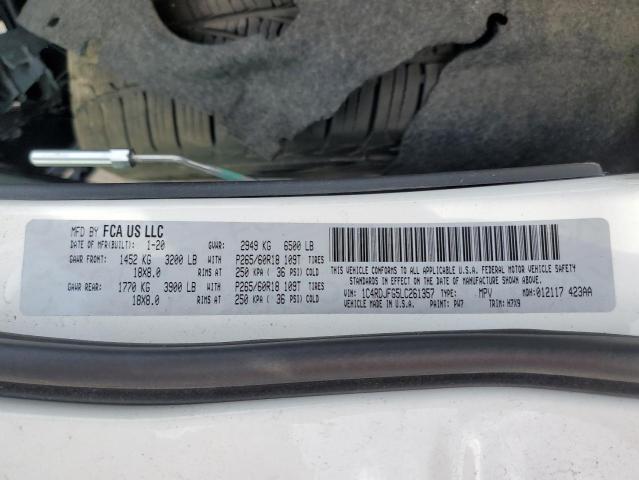 MFD BY FCA US LLC
DATE OF MFR(BUILT): 1-20 GVWR: 2949 KG 6500 LB
GAWR FRONT: 1452 KG 3200 LB WITH P265/60R18 109T TIRES
18X8.0 RIMS AT 250 KPA ( 36 PSI) COLD
GAWR REAR: 1770 KG 3900 LB WITH P265/60R18 109T TIRES
18X8.0 RIMS AT 250 KPA ( 36 PSI) COLD
THIS VEHICLE CONFORMS TO ALL APPLICABLE U.S.A. FEDERAL MOTOR VEHICLE SAFETY
STANDARDS IN EFFECT ON THE DATE OF MANUFACTURE SHOWN ABOVE.
VIN: 1C4RDJFG5LC261357 TYPE: MPV MDH: 012117 423AA
VEHICLE MADE IN U.S.A. PAINT: PW7 TRIM: H7X9